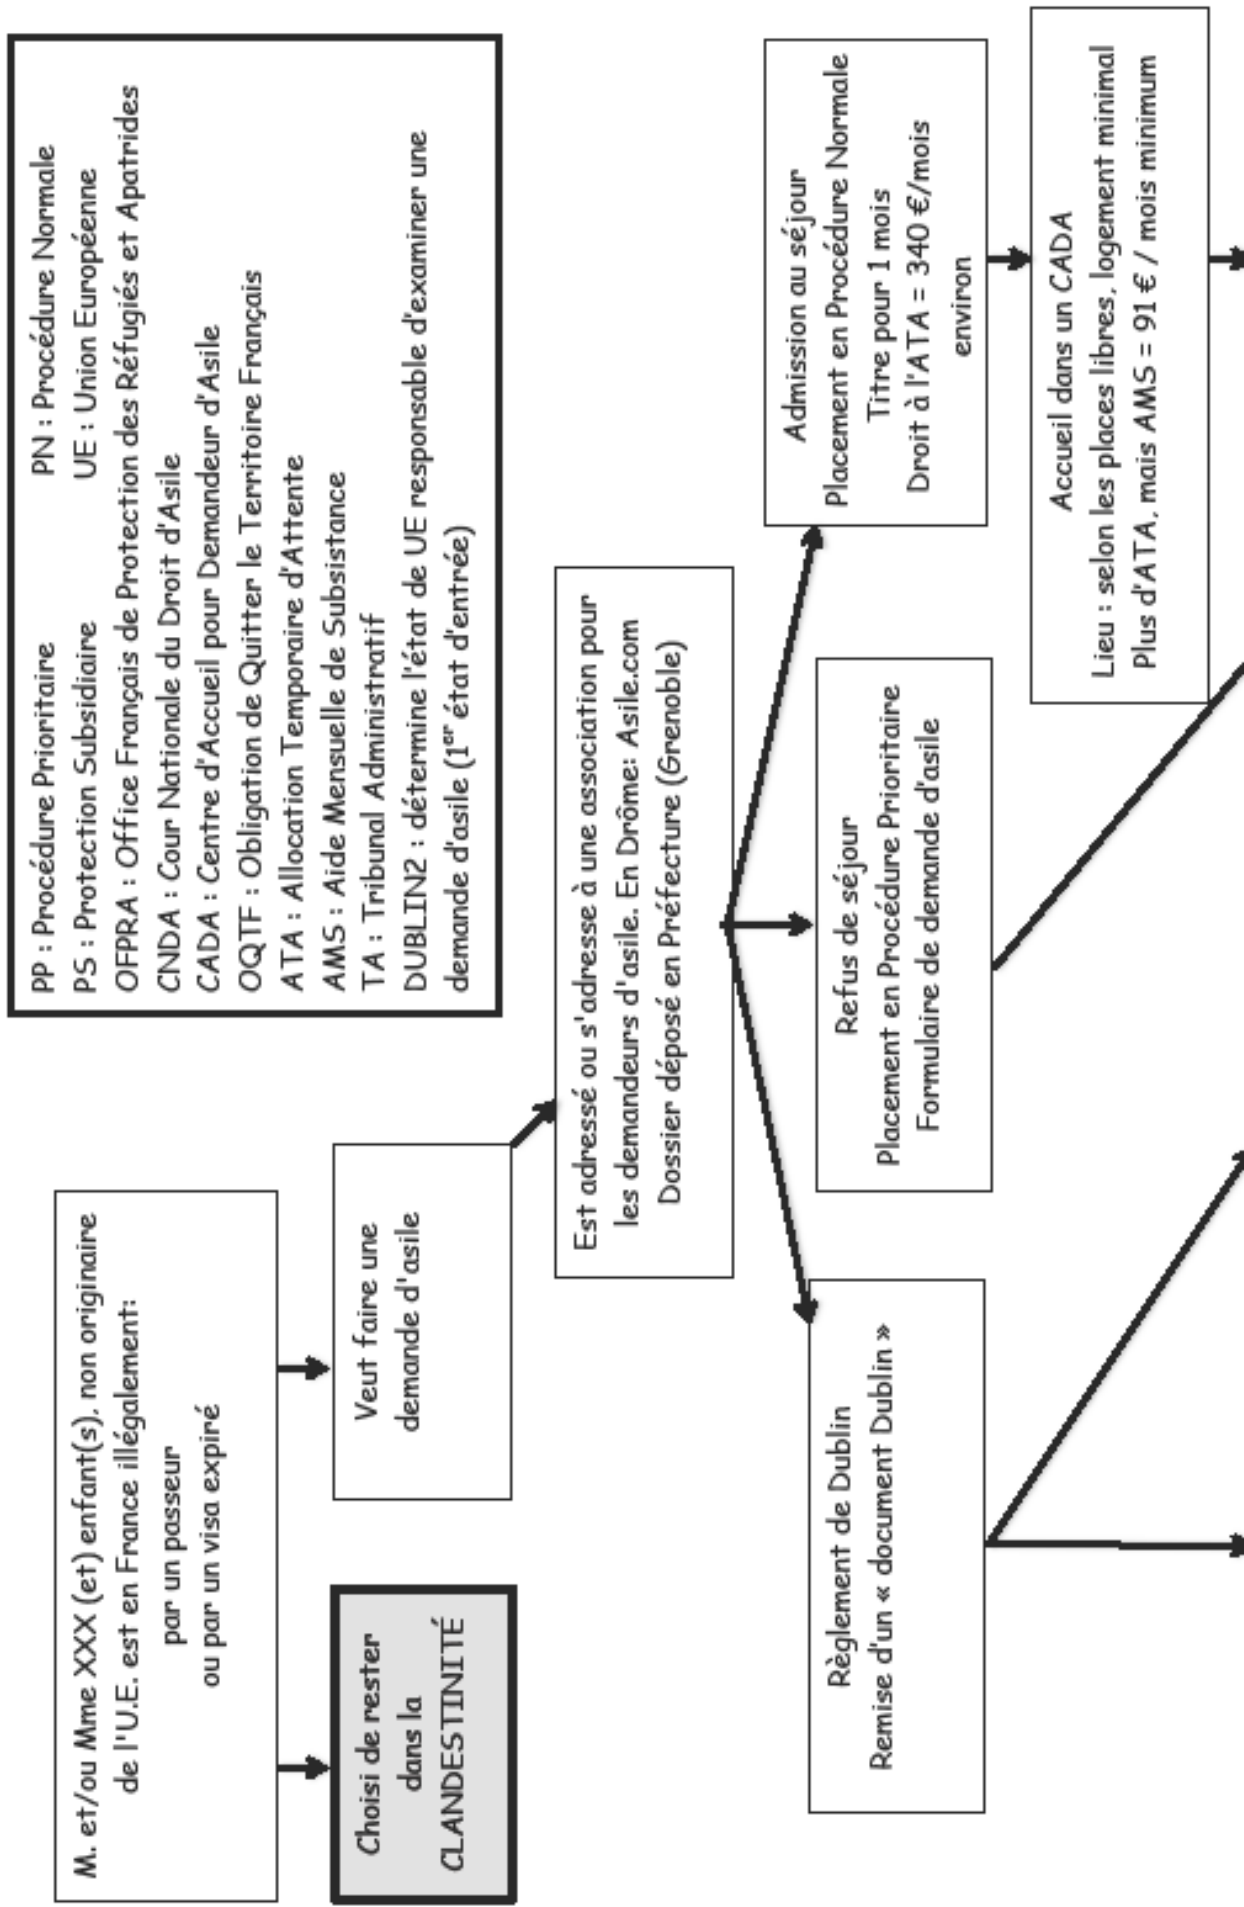 M. et/ou Mme XXX (et) enfant(s), non originaire
de l'U.E. est en France illégalement:
par un passeur
ou par un visa expiré
PP : Procédure Prioritaire PN : Procédure Normale
PS : Protection Subsidiaire UE : Union Européenne
OFPRA : Office Français de Protection des Réfugiés et Apatrides
CNDA : Cour Nationale du Droit d'Asile
CADA : Centre d'Accueil pour Demandeur d'Asile
OQTF : Obligation de Quitter le Territoire Français
ATA : Allocation Temporaire d'Attente
AMS : Aide Mensuelle de Subsistance
TA : Tribunal Administratif
DUBLIN2 : détermine l'état de UE responsable d'examiner une
demande d'asile (1er état d'entrée)
Choisi de rester
dans la
CLANDESTINITÉ
Veut faire une
demande d'asile
Est adressé ou s'adresse à une association pour
les demandeurs d'asile. En Drôme: Asile.com
Dossier déposé en Préfecture (Grenoble)
Règlement de Dublin
Remise d'un « document Dublin »
Refus de séjour
Placement en Procédure Prioritaire
Formulaire de demande d'asile
Admission au séjour
Placement en Procédure Normale
Titre pour 1 mois
Droit à l'ATA = 340 €/mois
environ
Accueil dans un CADA
Lieu : selon les places libres, logement minimal
Plus d'ATA, mais AMS = 91 € / mois minimum